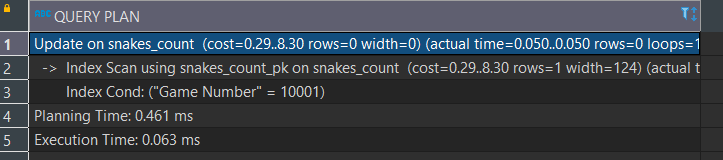 QUERY PLAN
1 Update on snakes_count (cost=0.29..8.30 rows=0 width=0) (actual time=0.050..0.050 rows=0 loops=1
2 -> Index Scan using snakes_count_pk on snakes_count (cost=0.29..8.30 rows=1 width=124) (actual t
3 Index Cond: ("Game Number" = 10001)
4 Planning Time: 0.461 ms
5 Execution Time: 0.063 ms